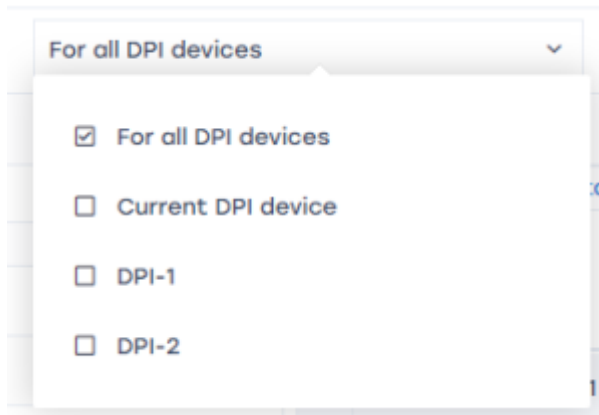 For all DPI devices
For all DPI devices
Current DPI device
DPI-1
DPI-2